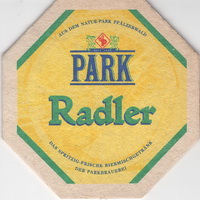 AUS DEM NATUR-PARK PFÄLZERWALD
PARK
Radler
DAS SPRITZIG-FRISCHE BIERMISCHGETRÄNK
DER PARKBRAUEREI